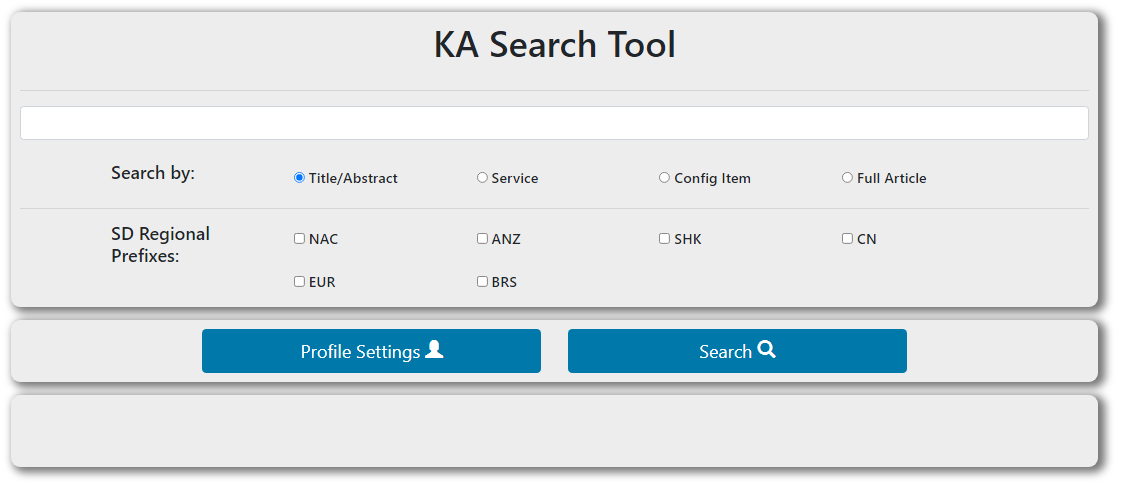 KA Search Tool
Search by:
Title/Abstract
Service
Config Item
Full Article
SD Regional
Prefixes:
NAC
ANZ
SHK
CN
EUR
BRS
Profile Settings
Search